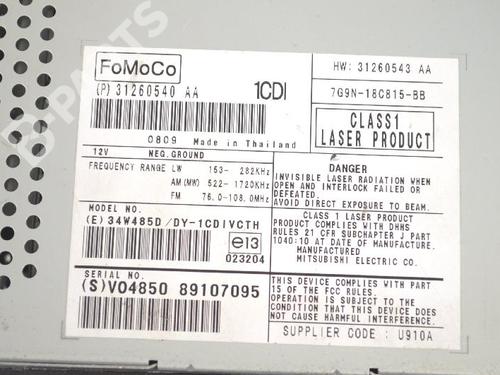 FoMoCo
(P) 31260540 AA
1CDI
HW: 31260543 AA
7G9N-18C815-BB
CLASS1
LASER PRODUCT
0809 Made in Thailand
12V NEG.GROUND
FREQUENCY RANGE LW 153- 282KHz
AM(MW) 522- 1720KHz
FM 76.0-108.0MHz
MODEL NO.
(E)34W485D/DY-1CDIVCTH
e13
023204
SERIAL NO.
(S)V04850 89107095
DANGER
INVISIBLE LASER RADIATION WHEN
OPEN AND INTERLOCK FAILED OR
DEFEATED.
AVOID DIRECT EXPOSURE TO BEAM.
CLASS 1 LASER PRODUCT
PRODUCT COMPLIES WITH DHHS
RULES 21 CFR SUBCHAPTER J PART
1040:10 AT DATE OF MANUFACTURE.
MANUFACTURED
MITSUBISHI ELECTRIC CO.
THIS DEVICE COMPLIES WITH PART
15 OF THE FCC RULES.
OPERATION IS SUBJECT TO THE
CONDITION THAT THIS DEVICE DOES
NOT CAUSE HARMFUL INTERFERENCE.
SUPPLIER CODE : U910A
B-PARTS